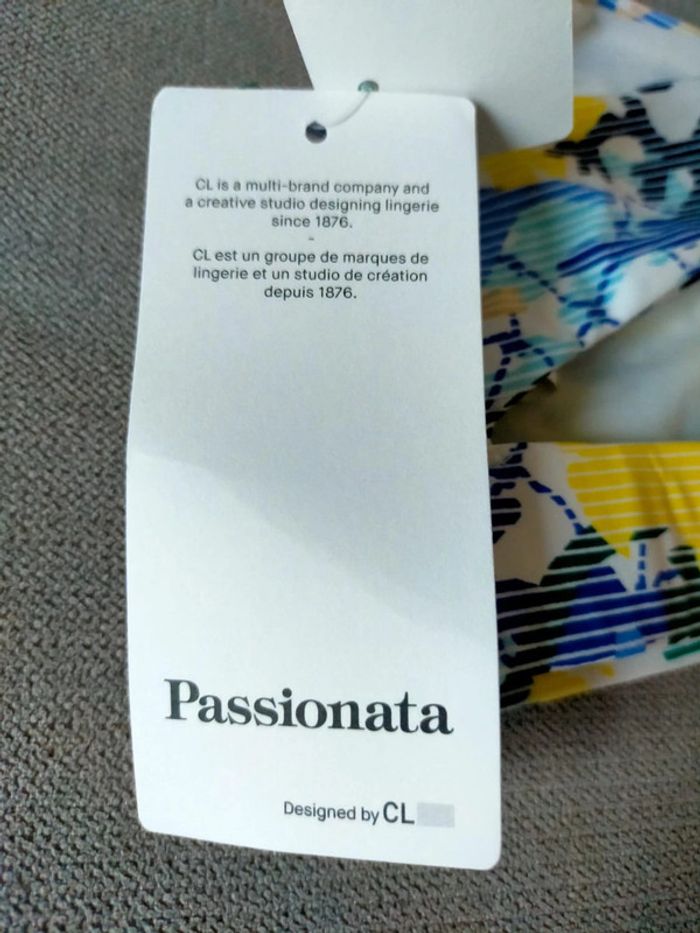 CL is a multi-brand company and
a creative studio designing lingerie
since 1876.
-
CL est un groupe de marques de
lingerie et un studio de création
depuis 1876.
Passionata
Designed by CL